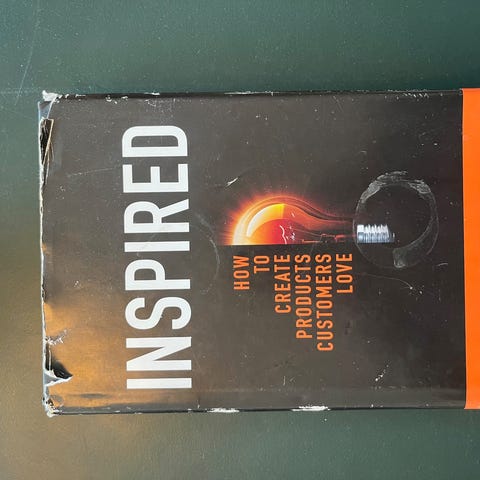 INSPIRED
HOW
TO
CREATE
PRODUCTS
CUSTOMERS
LOVE